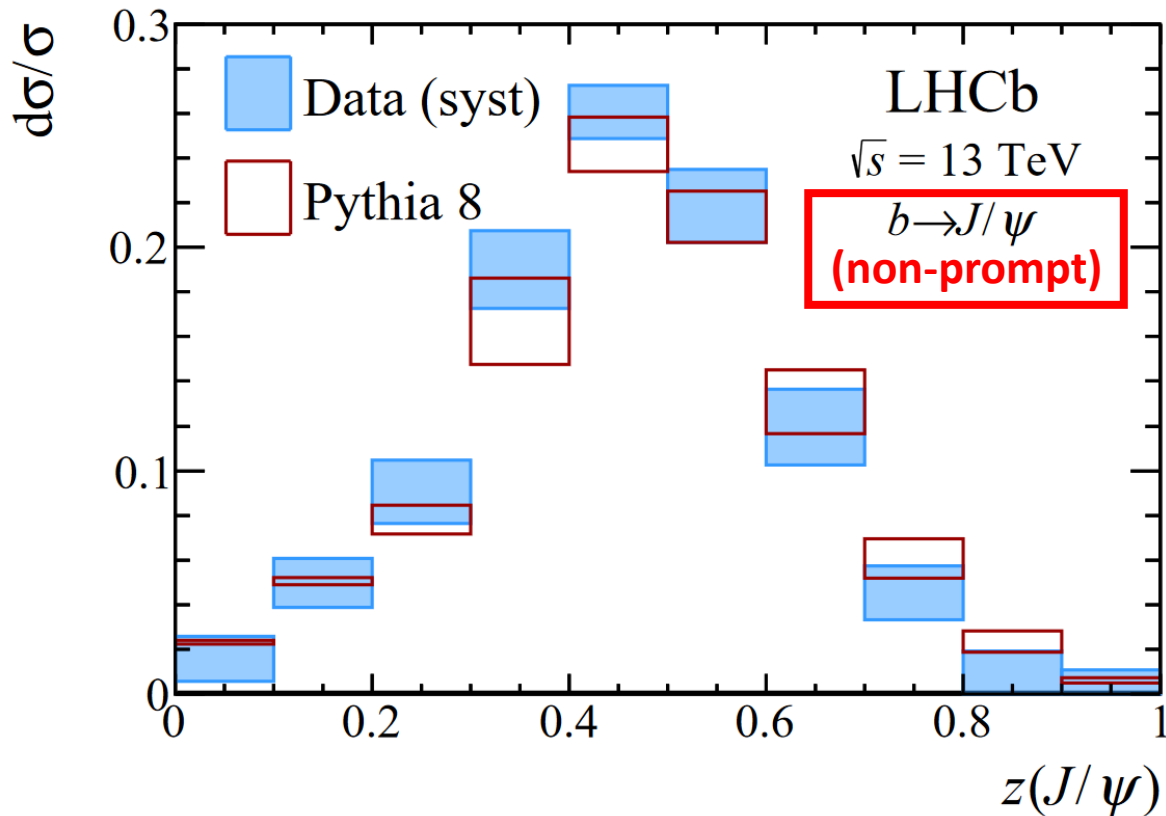 dσ/σ
0.3
0.2
0.1
0
Data (syst)
Pythia 8
LHCb
√s = 13 TeV
b→J/ψ
(non-prompt)
0 0.2 0.4 0.6 0.8 1
z(J/ψ)